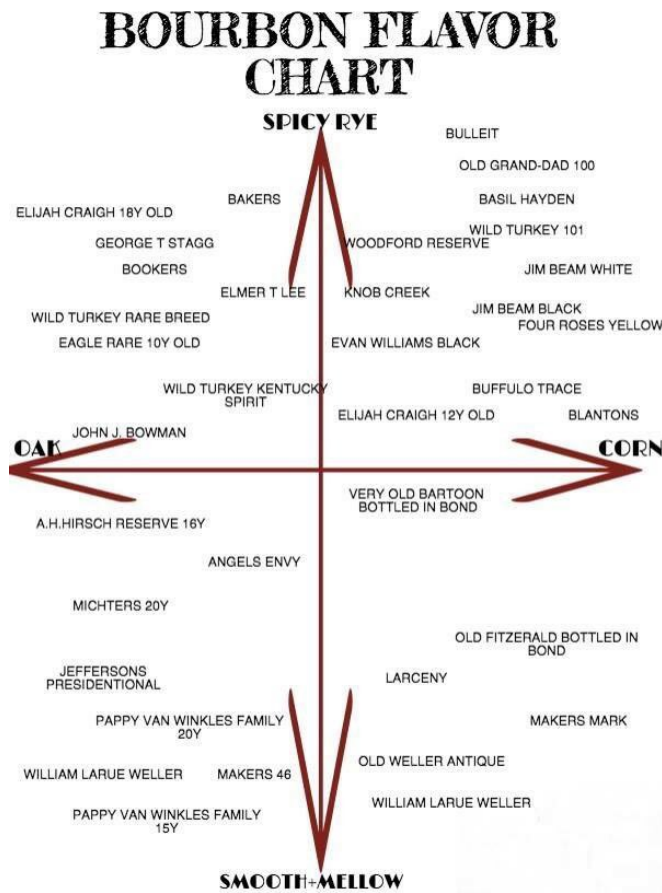 BOURBON FLAVOR
CHART
SPICY RYE
BULLEIT
OLD GRAND-DAD 100
BAKERS
BASIL HAYDEN
ELIJAH CRAIGH 18Y OLD
WILD TURKEY 101
GEORGE T STAGG
WOODFORD RESERVE
BOOKERS
JIM BEAM WHITE
ELMER T LEE
KNOB CREEK
JIM BEAM BLACK
WILD TURKEY RARE BREED
FOUR ROSES YELLOW
EAGLE RARE 10Y OLD
EVAN WILLIAMS BLACK
WILD TURKEY KENTUCKY
SPIRIT
BUFFULO TRACE
ELIJAH CRAIGH 12Y OLD
BLANTONS
JOHN J. BOWMAN
OAK
CORN
VERY OLD BARTOON
BOTTLED IN BOND
A.H.HIRSCH RESERVE 16Y
ANGELS ENVY
MICHTERS 20Y
OLD FITZERALD BOTTLED IN
BOND
JEFFERSONS
PRESIDENTIONAL
LARCENY
PAPPY VAN WINKLES FAMILY
20Y
MAKERS MARK
OLD WELLER ANTIQUE
WILLIAM LARUE WELLER
MAKERS 46
WILLIAM LARUE WELLER
PAPPY VAN WINKLES FAMILY
15Y
SMOOTH+MELLOW